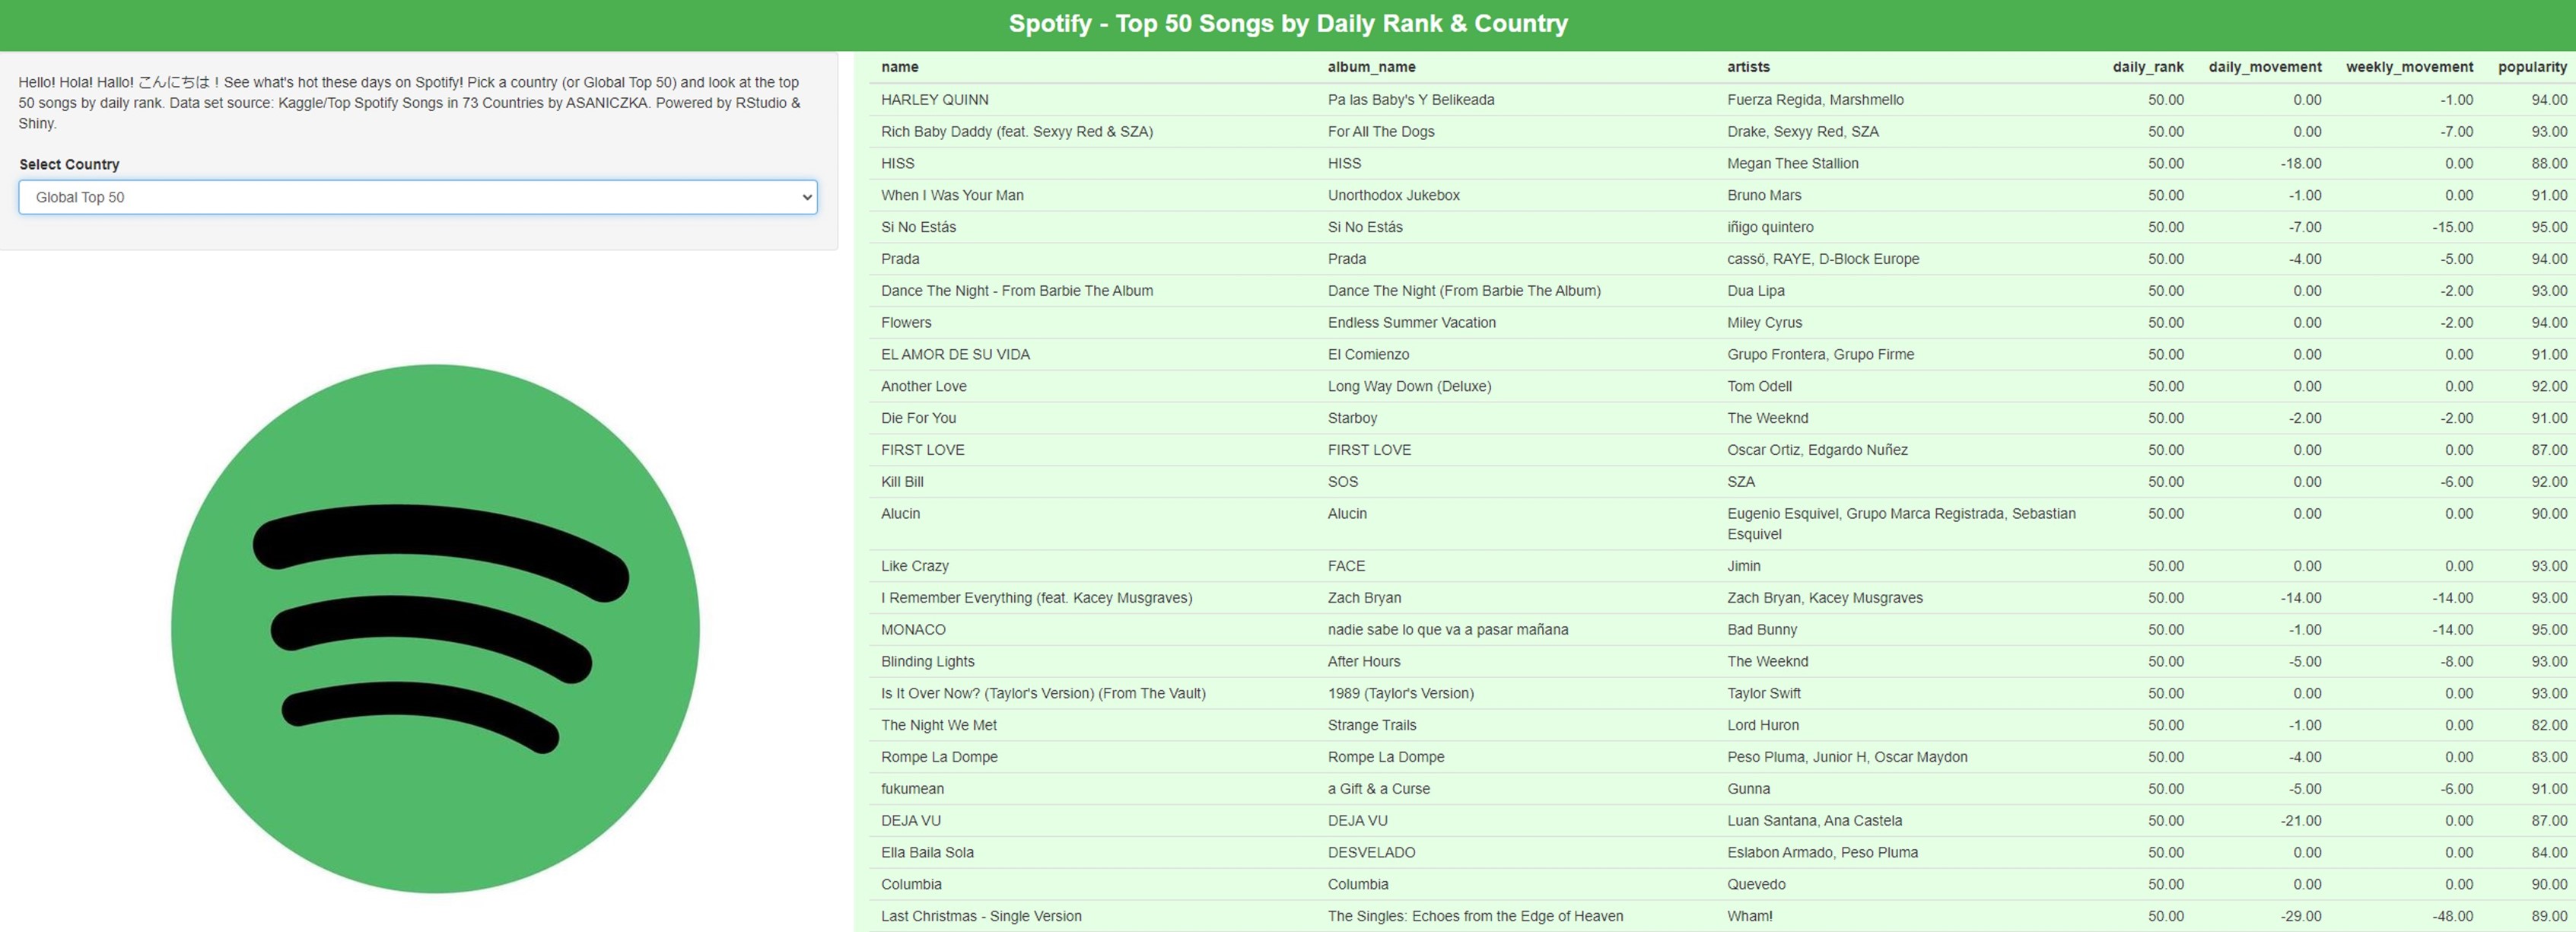 Spotify - Top 50 Songs by Daily Rank & Country
Hello! Hola! Hallo! こんにちは ! See what's hot these days on Spotify! Pick a country (or Global Top 50) and look at the top
50 songs by daily rank. Data set source: Kaggle/Top Spotify Songs in 73 Countries by ASANICZKA. Powered by RStudio &
Shiny.
Select Country
Global Top 50
name album_name artists daily_rank daily_movement weekly_movement popularity
HARLEY QUINN Pa las Baby's Y Belikeada Fuerza Regida, Marshmello 50.00 0.00 -1.00 94.00
Rich Baby Daddy (feat. Sexyy Red & SZA) For All The Dogs Drake, Sexyy Red, SZA 50.00 0.00 -7.00 93.00
HISS HISS Megan Thee Stallion 50.00 -18.00 0.00 88.00
When I Was Your Man Unorthodox Jukebox Bruno Mars 50.00 -1.00 0.00 91.00
Si No Estás Si No Estás iñigo quintero 50.00 -7.00 -15.00 95.00
Prada Prada cassö, RAYE, D-Block Europe 50.00 -4.00 -5.00 94.00
Dance The Night - From Barbie The Album Dance The Night (From Barbie The Album) Dua Lipa 50.00 0.00 -2.00 93.00
Flowers Endless Summer Vacation Miley Cyrus 50.00 0.00 -2.00 94.00
EL AMOR DE SU VIDA El Comienzo Grupo Frontera, Grupo Firme 50.00 0.00 0.00 91.00
Another Love Long Way Down (Deluxe) Tom Odell 50.00 0.00 0.00 92.00
Die For You Starboy The Weeknd 50.00 -2.00 -2.00 91.00
FIRST LOVE FIRST LOVE Oscar Ortiz, Edgardo Nuñez 50.00 0.00 0.00 87.00
Kill Bill SOS SZA 50.00 0.00 -6.00 92.00
Alucin Alucin Eugenio Esquivel, Grupo Marca Registrada, Sebastian 50.00 0.00 0.00 90.00
Esquivel
Like Crazy FACE Jimin 50.00 0.00 0.00 93.00
I Remember Everything (feat. Kacey Musgraves) Zach Bryan Zach Bryan, Kacey Musgraves 50.00 -14.00 -14.00 93.00
MONACO nadie sabe lo que va a pasar mañana Bad Bunny 50.00 -1.00 -14.00 95.00
Blinding Lights After Hours The Weeknd 50.00 -5.00 -8.00 93.00
Is It Over Now? (Taylor's Version) (From The Vault) 1989 (Taylor's Version) Taylor Swift 50.00 0.00 0.00 93.00
The Night We Met Strange Trails Lord Huron 50.00 -1.00 0.00 82.00
Rompe La Dompe Rompe La Dompe Peso Pluma, Junior H, Oscar Maydon 50.00 -4.00 0.00 83.00
fukumean a Gift & a Curse Gunna 50.00 -5.00 -6.00 91.00
DEJA VU DEJA VU Luan Santana, Ana Castela 50.00 -21.00 0.00 87.00
Ella Baila Sola DESVELADO Eslabon Armado, Peso Pluma 50.00 0.00 0.00 84.00
Columbia Columbia Quevedo 50.00 0.00 0.00 90.00
Last Christmas - Single Version The Singles: Echoes from the Edge of Heaven Wham! 50.00 -29.00 -48.00 89.00